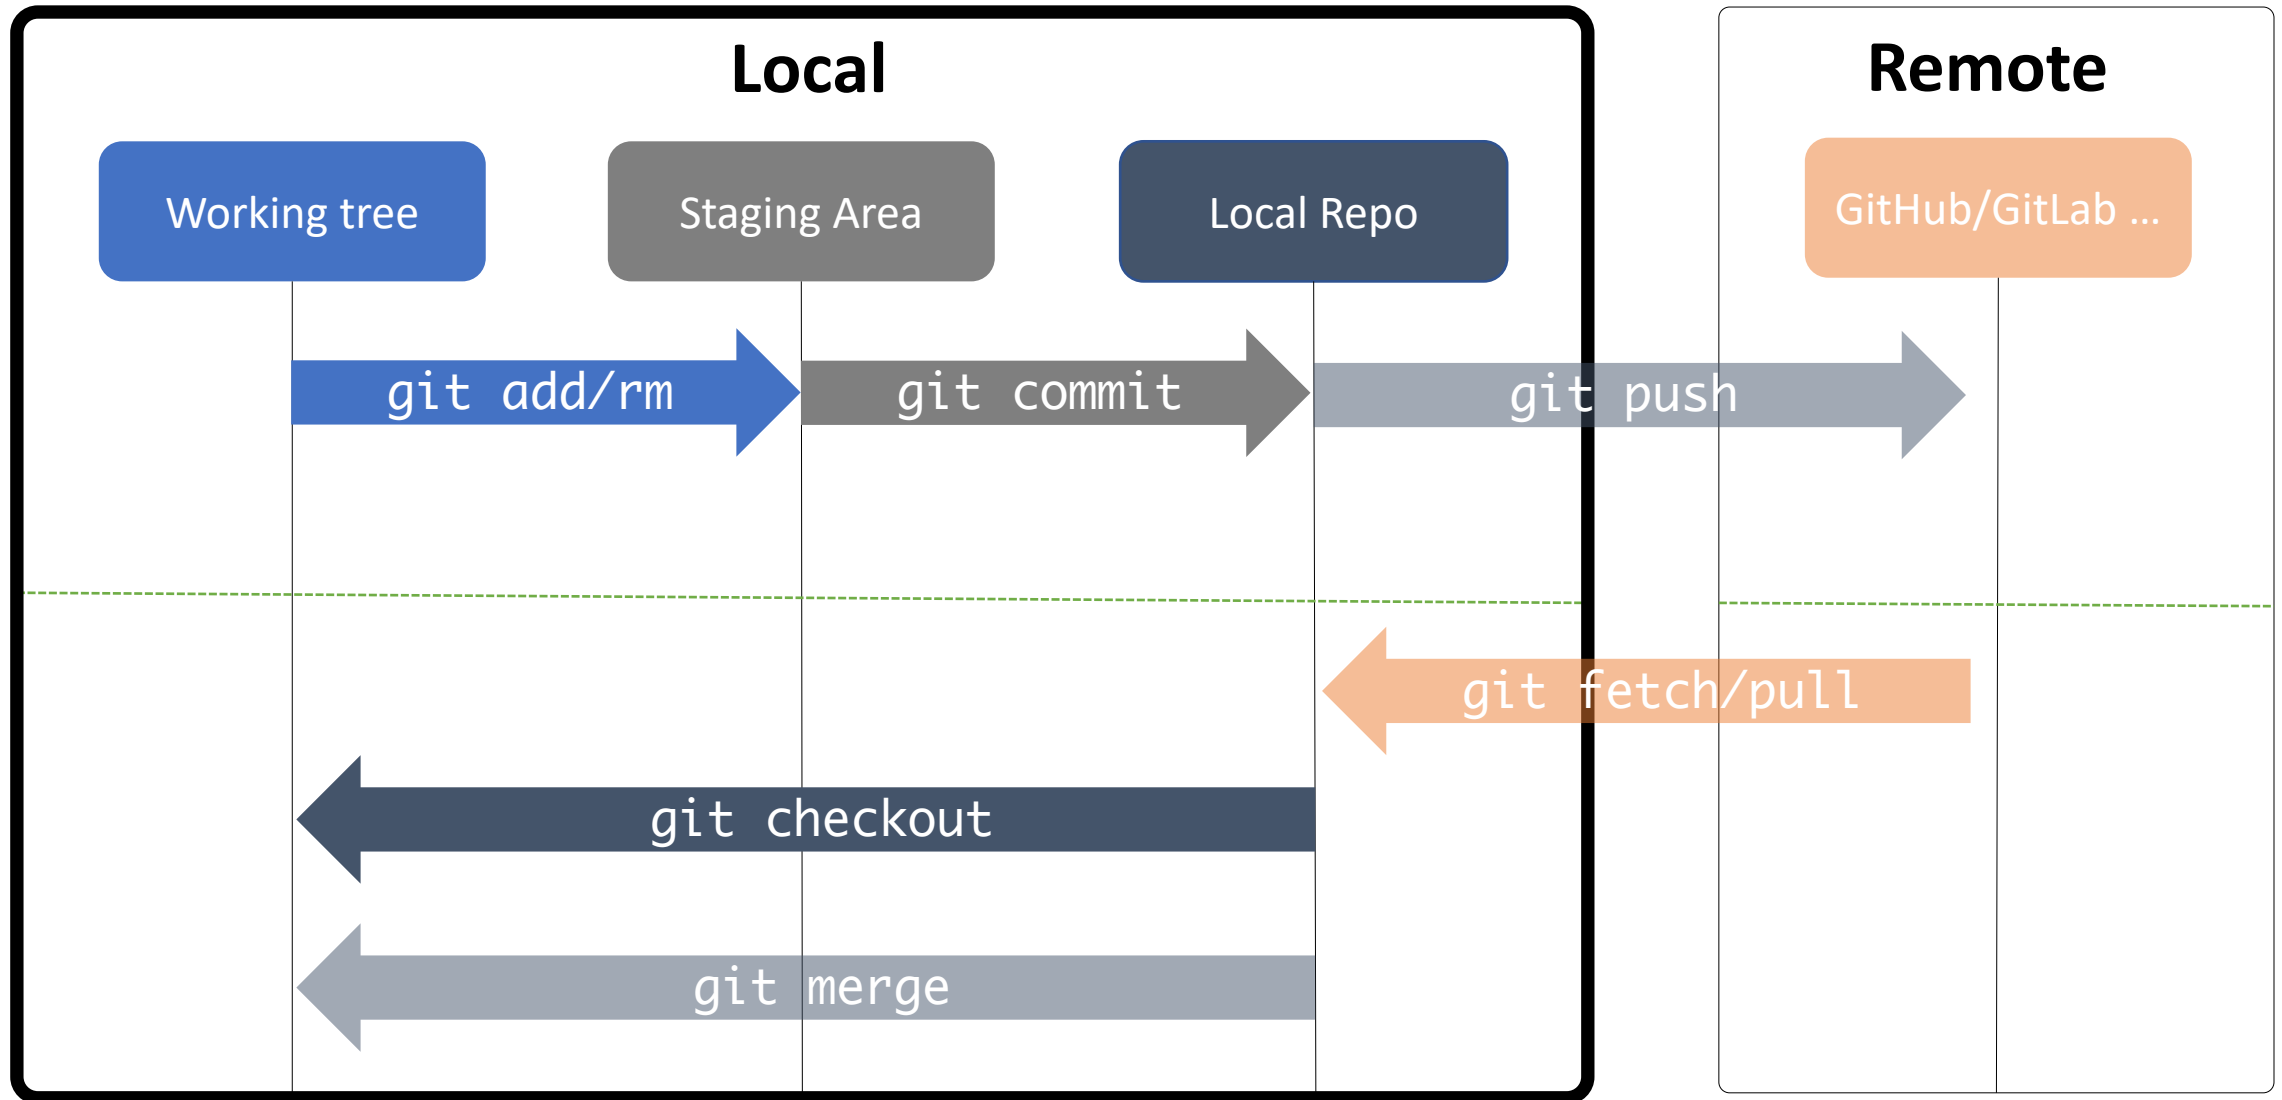 Local
Remote
Working tree
Staging Area
Local Repo
GitHub/GitLab ...
git add/rm
git commit
git push
git fetch/pull
git checkout
git merge